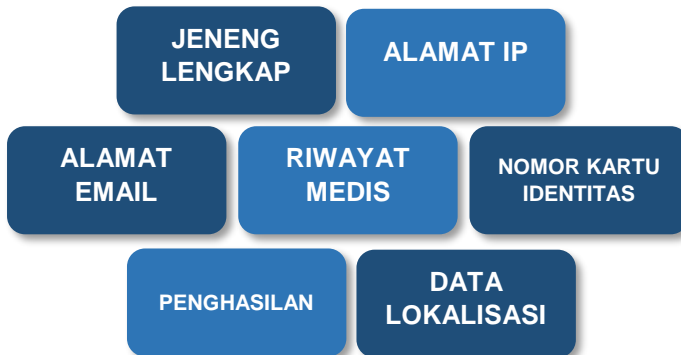 JENENG
LENGKAP
ALAMAT IP
ALAMAT
EMAIL
RIWAYAT
MEDIS
NOMOR KARTU
IDENTITAS
PENGHASILAN
DATA
LOKALISASI